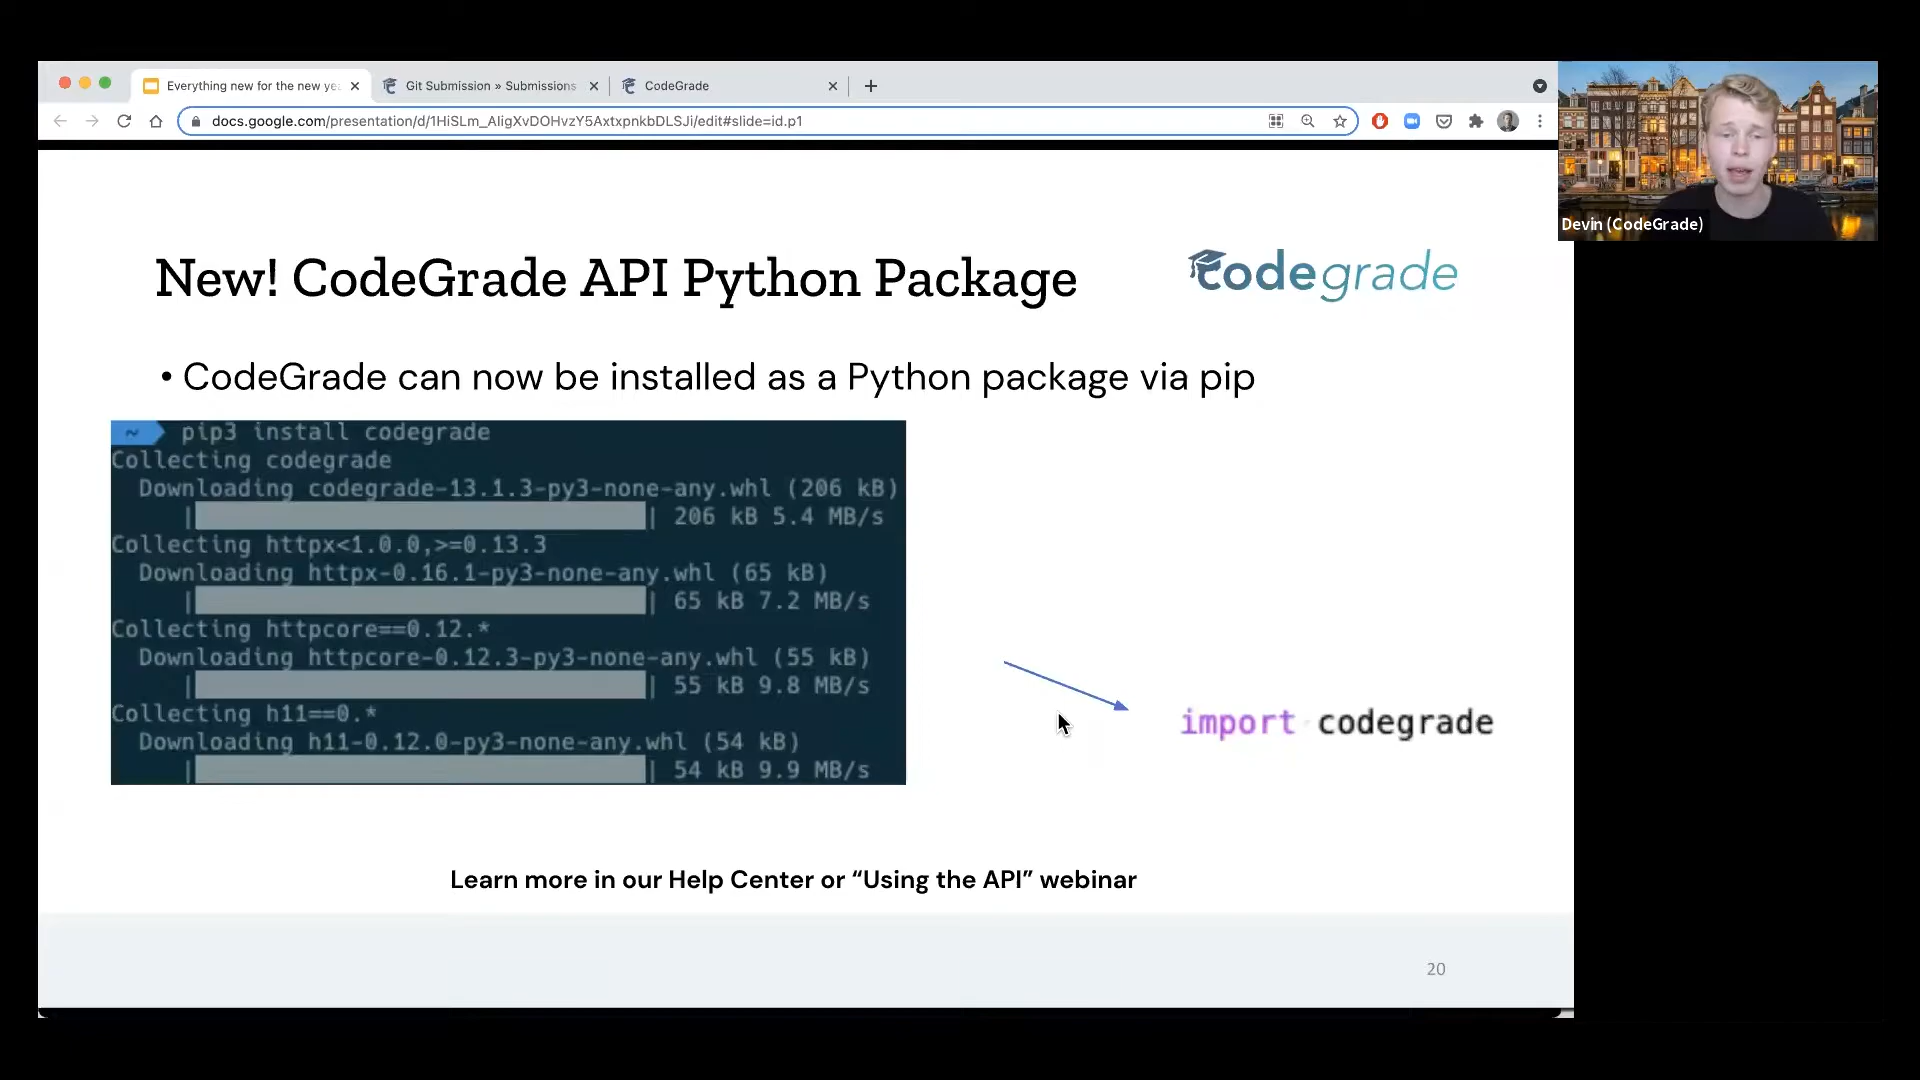 Everything new for the new ye
Git Submission » Submissions
CodeGrade
docs.google.com/presentation/d/1HiSLm_AIigXvDOHvzY5AxtxpnkbDLSJi/edit#slide=id.p1
Devin (CodeGrade)
New! CodeGrade API Python Package
codegrade
• CodeGrade can now be installed as a Python package via pip
~ pip3 install codegrade
Collecting codegrade
Downloading codegrade-13.1.3-py3-none-any.whl (206 kB)
| | 206 kB 5.4 MB/s
Collecting httpx<1.0.0,>=0.13.3
Downloading httpx-0.16.1-py3-none-any.whl (65 kB)
| | 65 kB 7.2 MB/s
Collecting httpcore==0.12.*
Downloading httpcore-0.12.3-py3-none-any.whl (55 kB)
| | 55 kB 9.8 MB/s
Collecting h11==0.*
Downloading h11-0.12.0-py3-none-any.whl (54 kB)
| | 54 kB 9.9 MB/s
import codegrade
Learn more in our Help Center or “Using the API” webinar
20